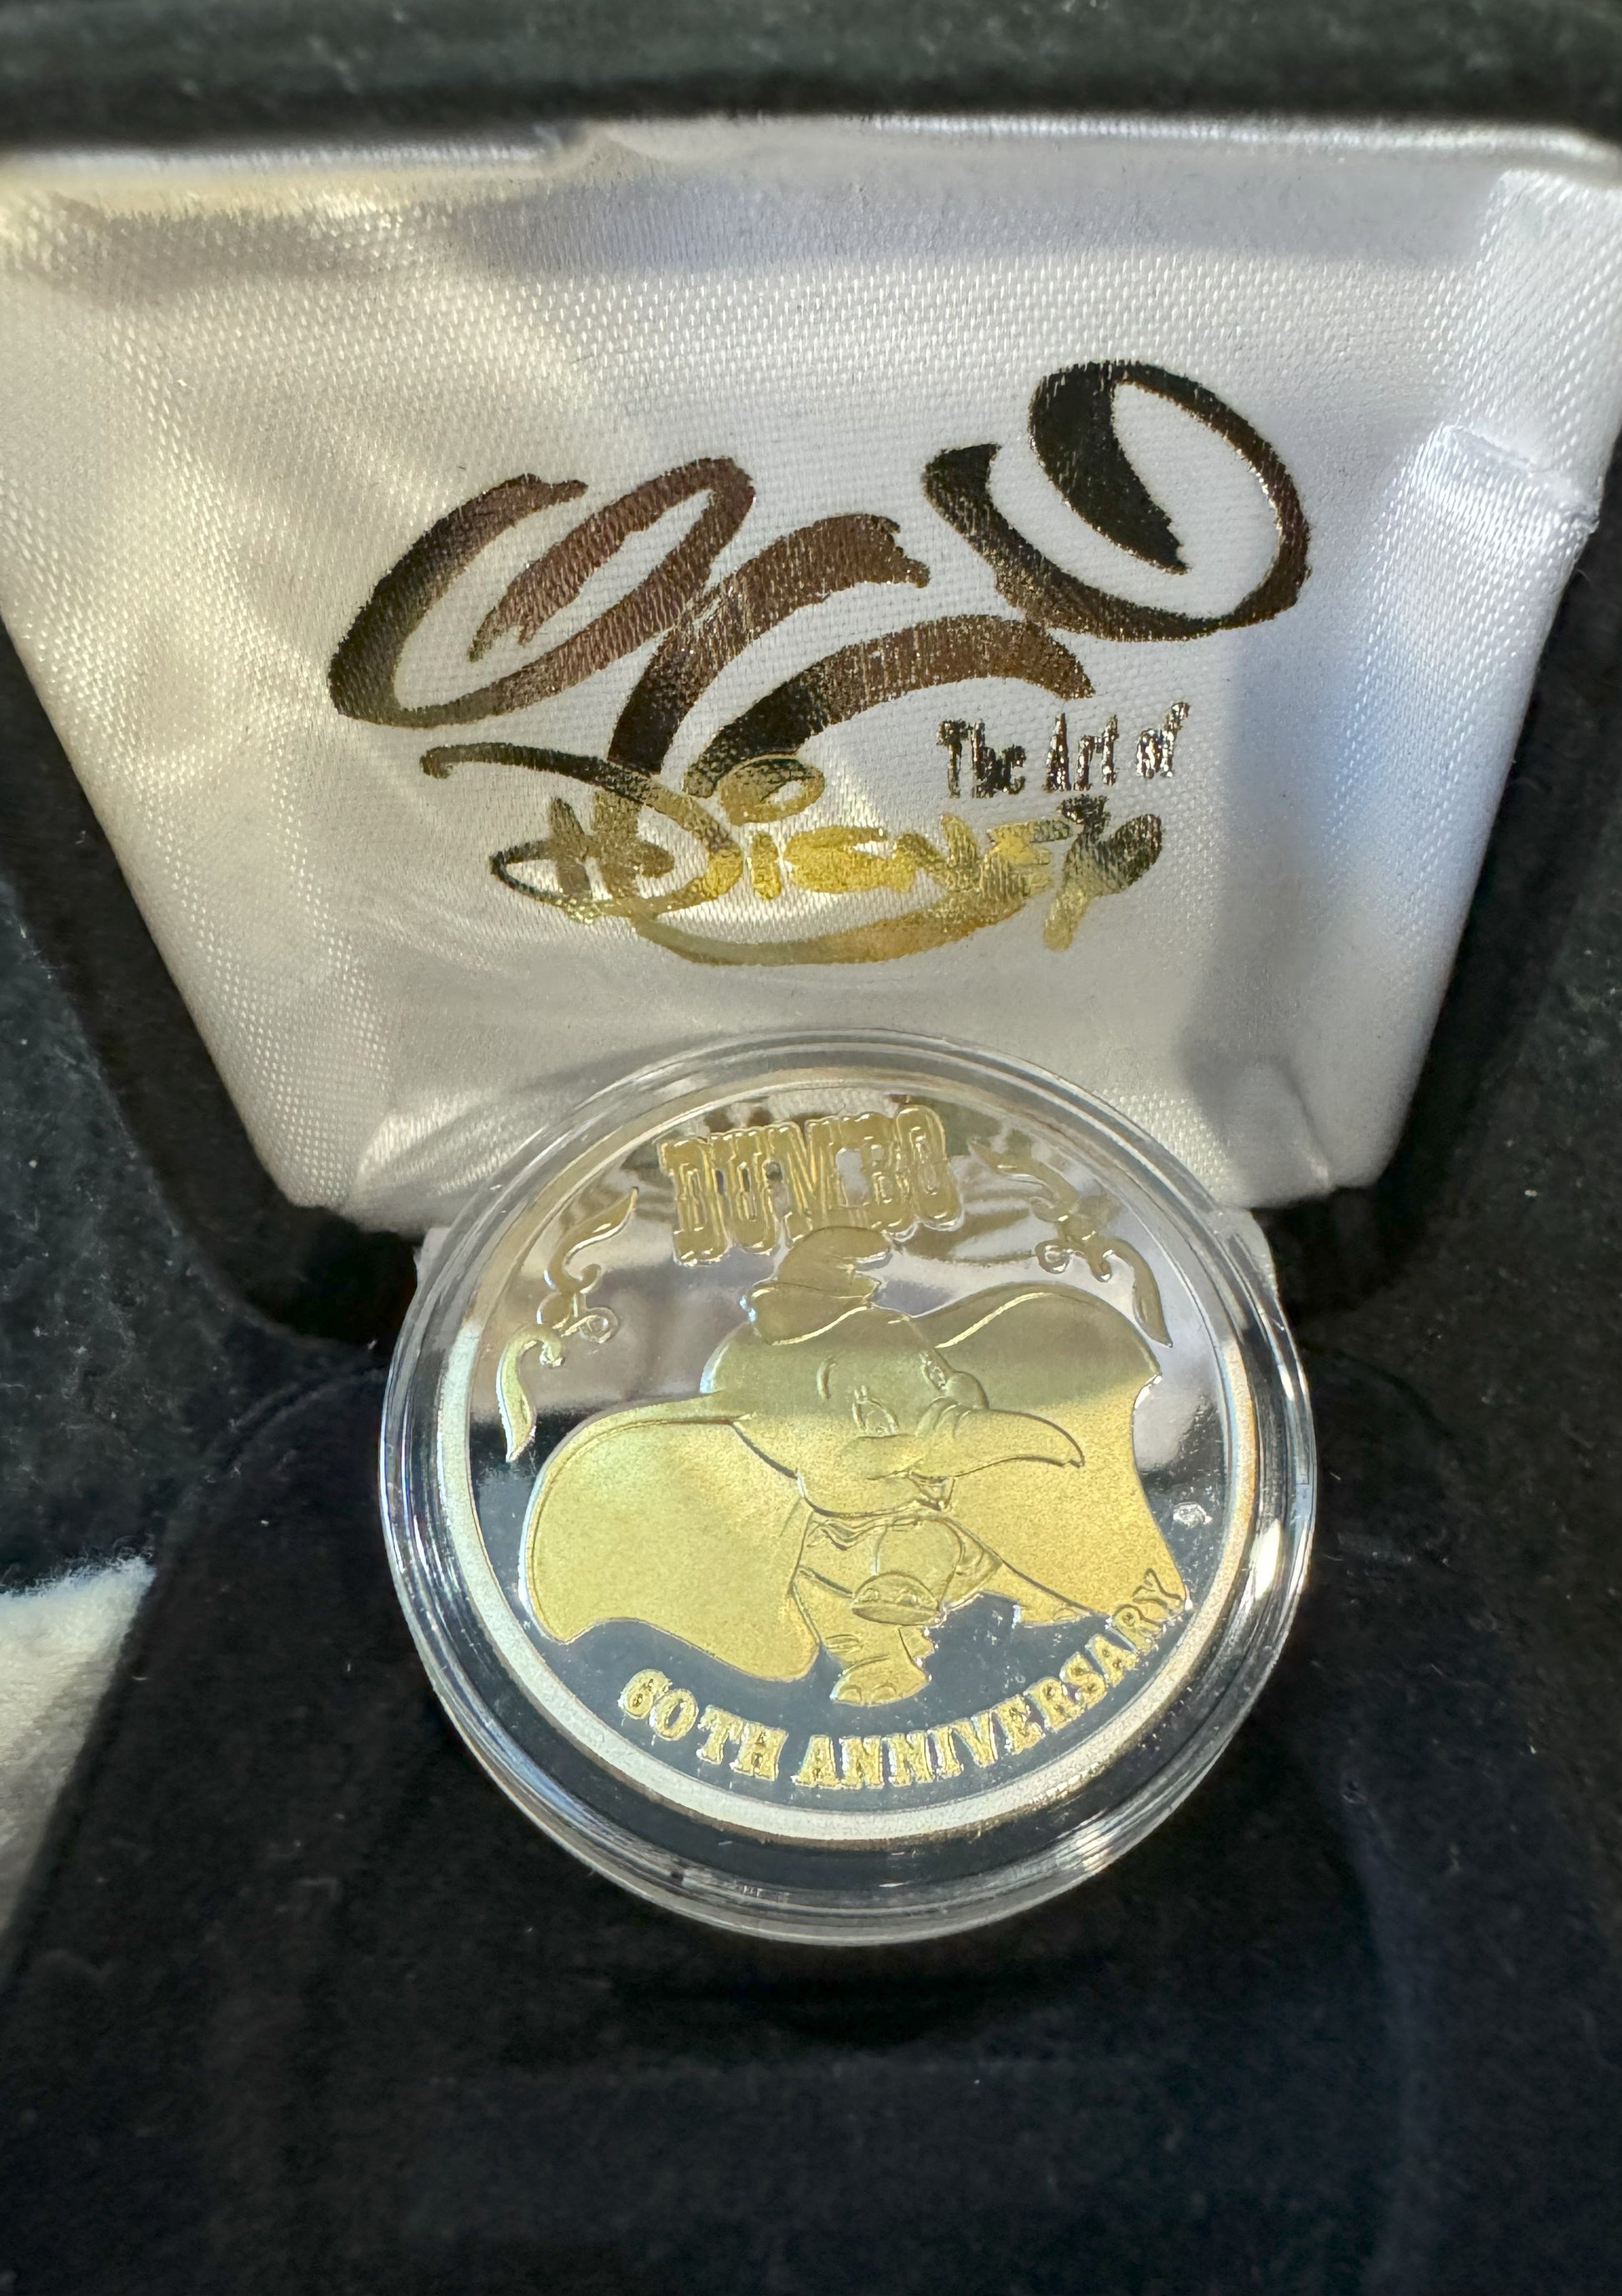 The Art of
Disney
DUMBO
60TH ANNIVERSARY